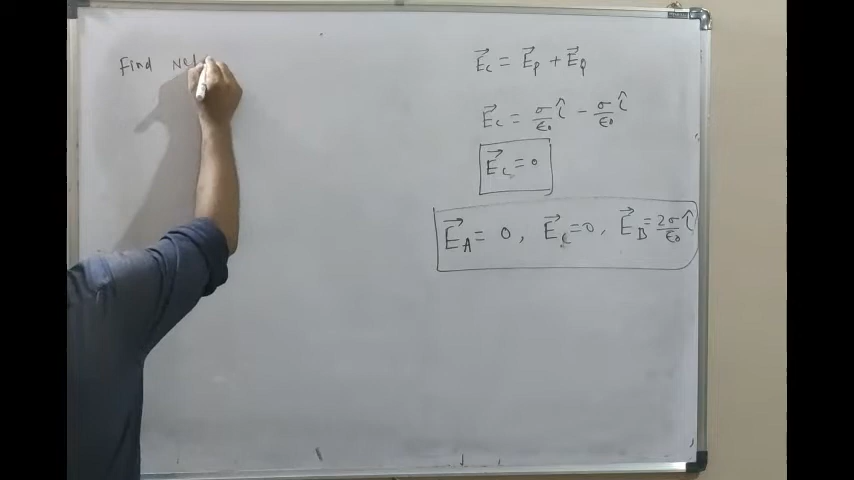 Find Net
E⃗c = E⃗p + E⃗q
E⃗c = σ/ε₀ î − σ/ε₀ î
E⃗c = 0
E⃗A = 0, E⃗c = 0, E⃗B = 2σ/ε₀ î